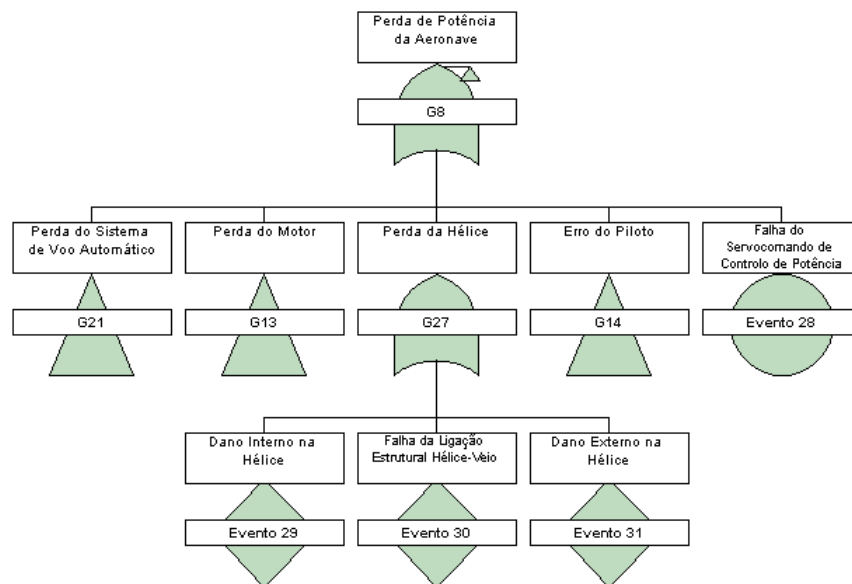 Perda de Potência
da Aeronave
G8
Perda do Sistema
de Voo Automático
Perda do Motor
Perda da Hélice
Erro do Piloto
Falha do
Servocomando de
Controlo de Potência
G21
G13
G27
G14
Evento 28
Dano Interno na
Hélice
Falha da Ligação
Estrutural Hélice-Veio
Dano Externo na
Hélice
Evento 29
Evento 30
Evento 31